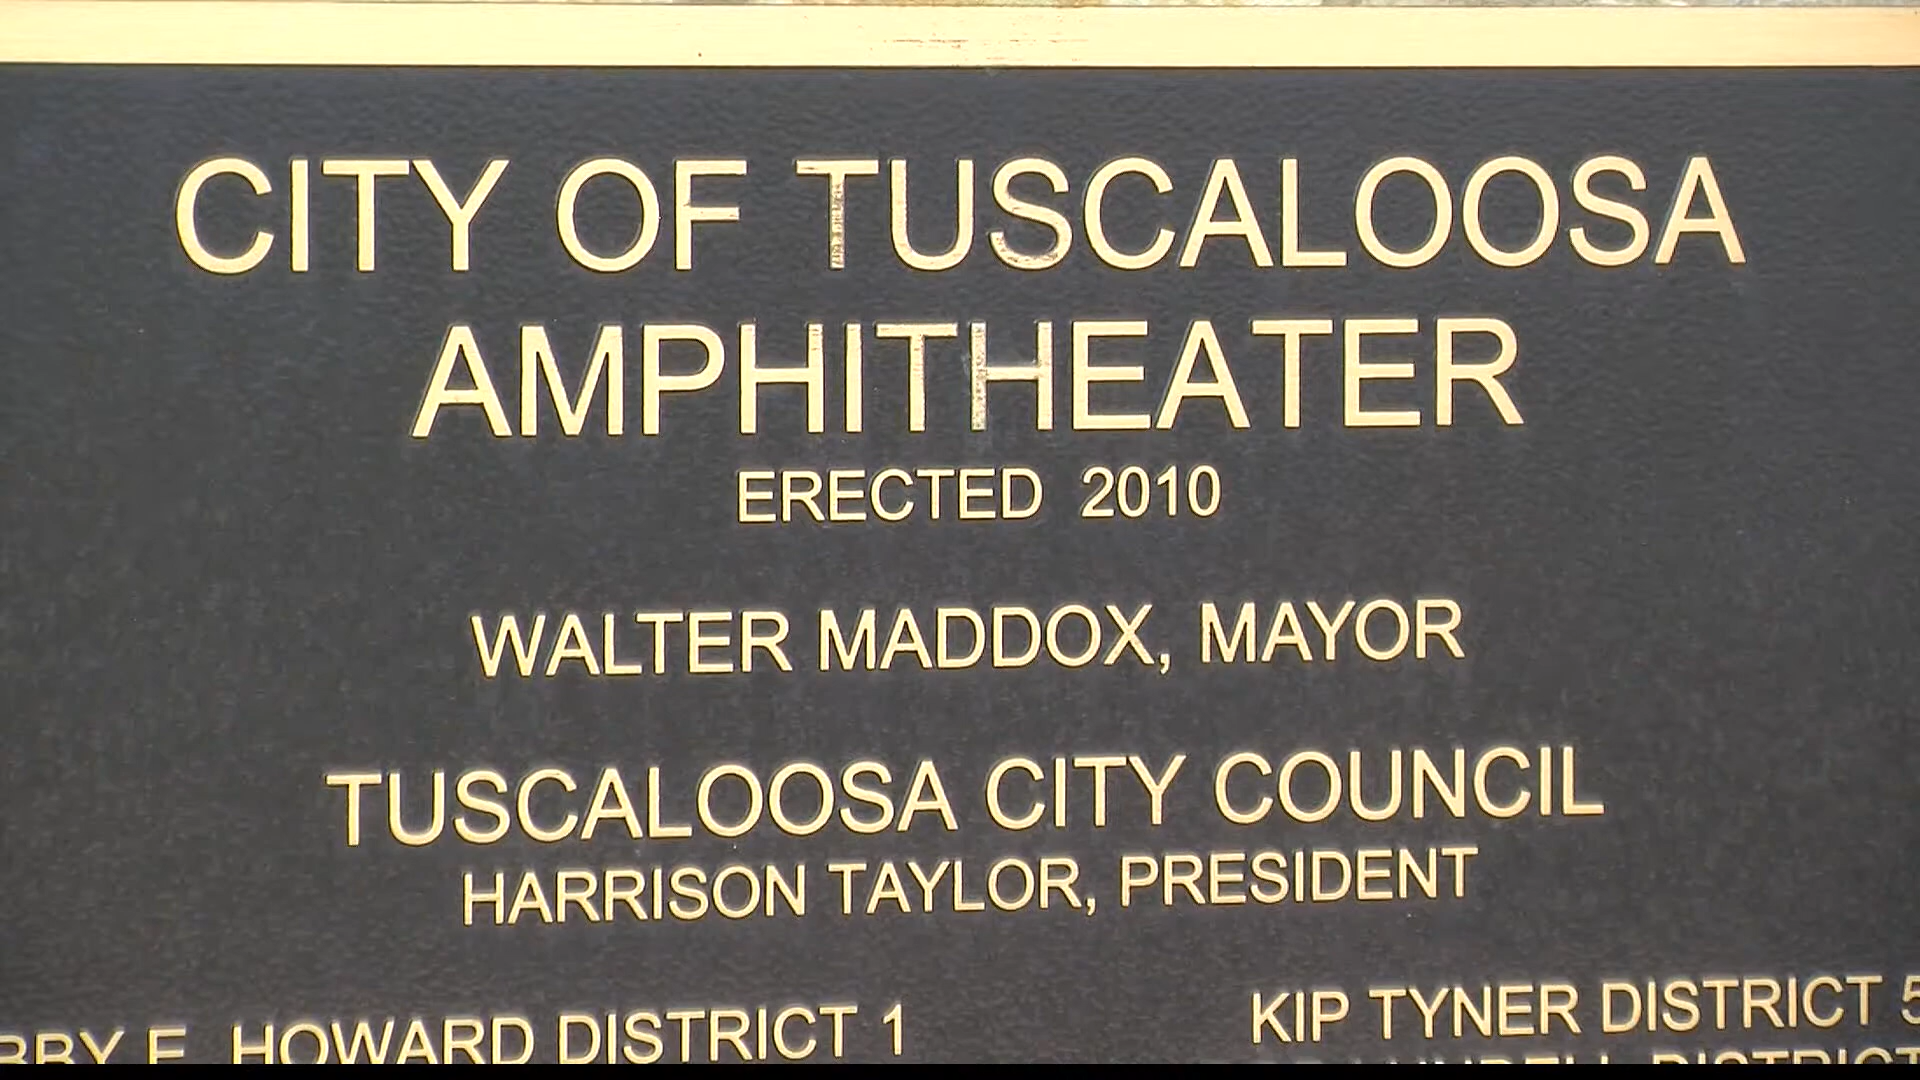 CITY OF TUSCALOOSA
AMPHITHEATER
ERECTED 2010
WALTER MADDOX, MAYOR
TUSCALOOSA CITY COUNCIL
HARRISON TAYLOR, PRESIDENT
HOWARD DISTRICT 1
KIP TYNER DISTRICT 5